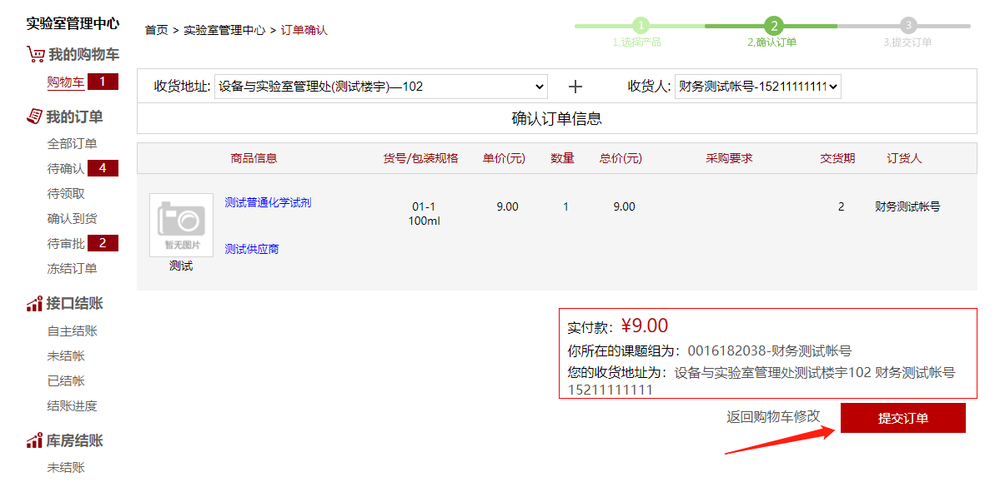 实验室管理中心
我的购物车
购物车 1
我的订单
全部订单
待确认 4
待领取
确认到货
待审批 2
冻结订单
接口结账
自主结账
未结帐
已结帐
结账进度
库房结账
未结账
首页 > 实验室管理中心 > 订单确认
1 2 3
1,选择产品 2,确认订单 3,提交订单
收货地址: 设备与实验室管理处(测试楼宇)—102 收货人: 财务测试帐号-15211111111
确认订单信息
商品信息 货号/包装规格 单价(元) 数量 总价(元) 采购要求 交货期 订货人
测试普通化学试剂 01-1 9.00 1 9.00 2 财务测试帐号
100ml
暂无图片
测试供应商
测试
实付款: ¥9.00
你所在的课题组为: 0016182038-财务测试帐号
您的收货地址为: 设备与实验室管理处测试楼宇102 财务测试帐号
15211111111
返回购物车修改 提交订单